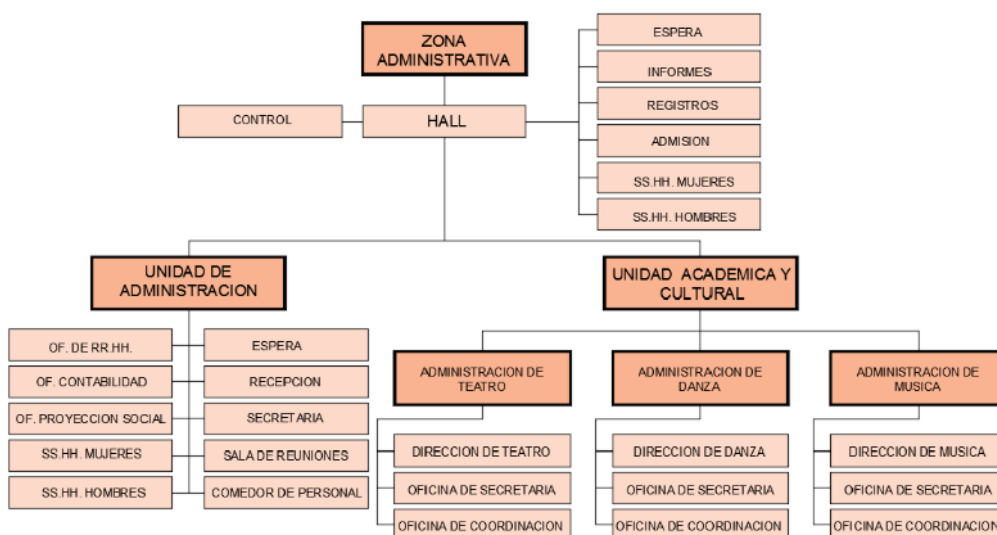 ZONA
ADMINISTRATIVA
ESPERA
INFORMES
REGISTROS
CONTROL
HALL
ADMISION
SS.HH. MUJERES
SS.HH. HOMBRES
UNIDAD DE
ADMINISTRACION
OF. DE RR.HH.
ESPERA
OF. CONTABILIDAD
RECEPCION
OF. PROYECCION SOCIAL
SECRETARIA
SS.HH. MUJERES
SALA DE REUNIONES
SS.HH. HOMBRES
COMEDOR DE PERSONAL
UNIDAD ACADEMICA Y
CULTURAL
ADMINISTRACION DE
TEATRO
DIRECCION DE TEATRO
OFICINA DE SECRETARIA
OFICINA DE COORDINACION
ADMINISTRACION DE
DANZA
DIRECCION DE DANZA
OFICINA DE SECRETARIA
OFICINA DE COORDINACION
ADMINISTRACION DE
MUSICA
DIRECCION DE MUSICA
OFICINA DE SECRETARIA
OFICINA DE COORDINACION